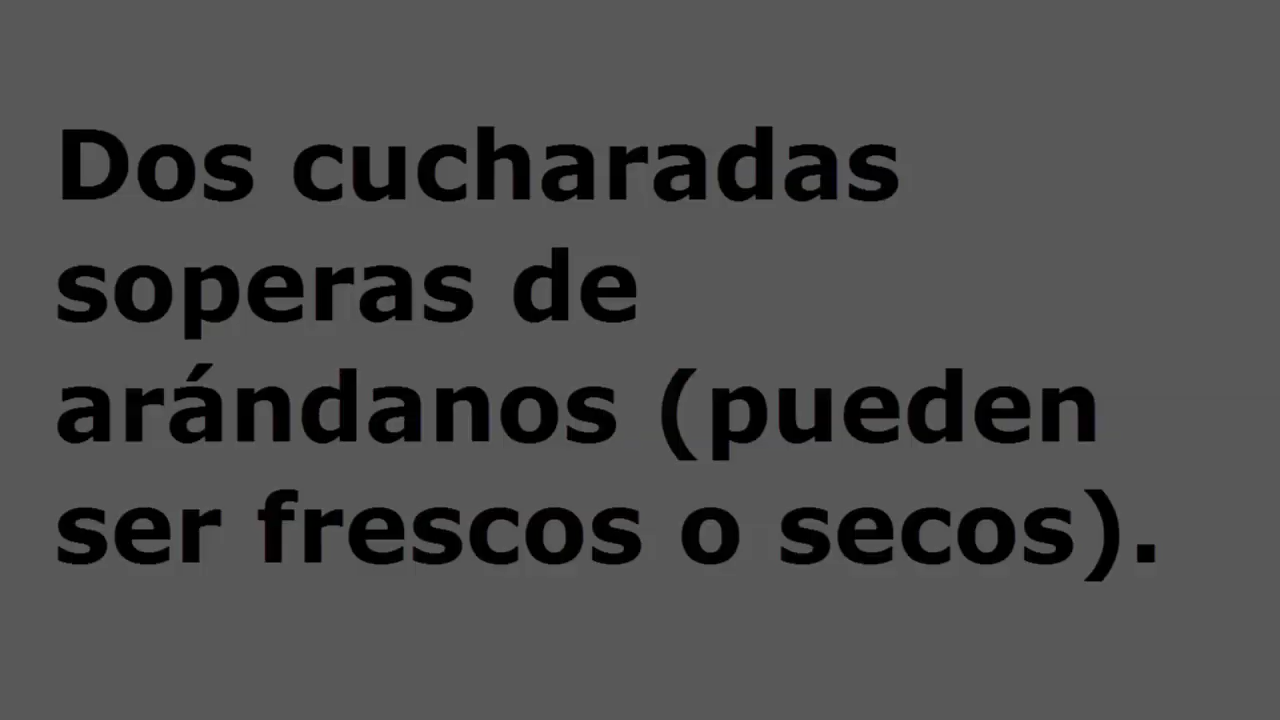 Dos cucharadas
soperas de
arándanos (pueden
ser frescos o secos).